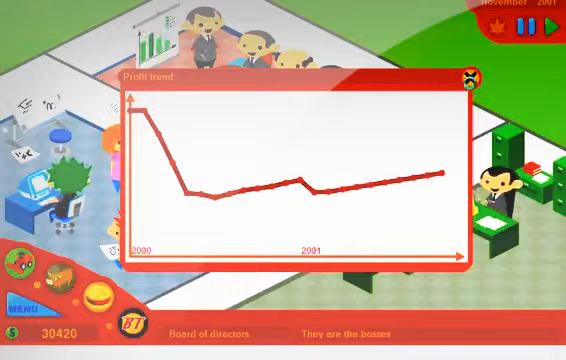 November 2001
Profit trend
2000
2001
MENU
$ 30420
BT
Board of directors
They are the bosses